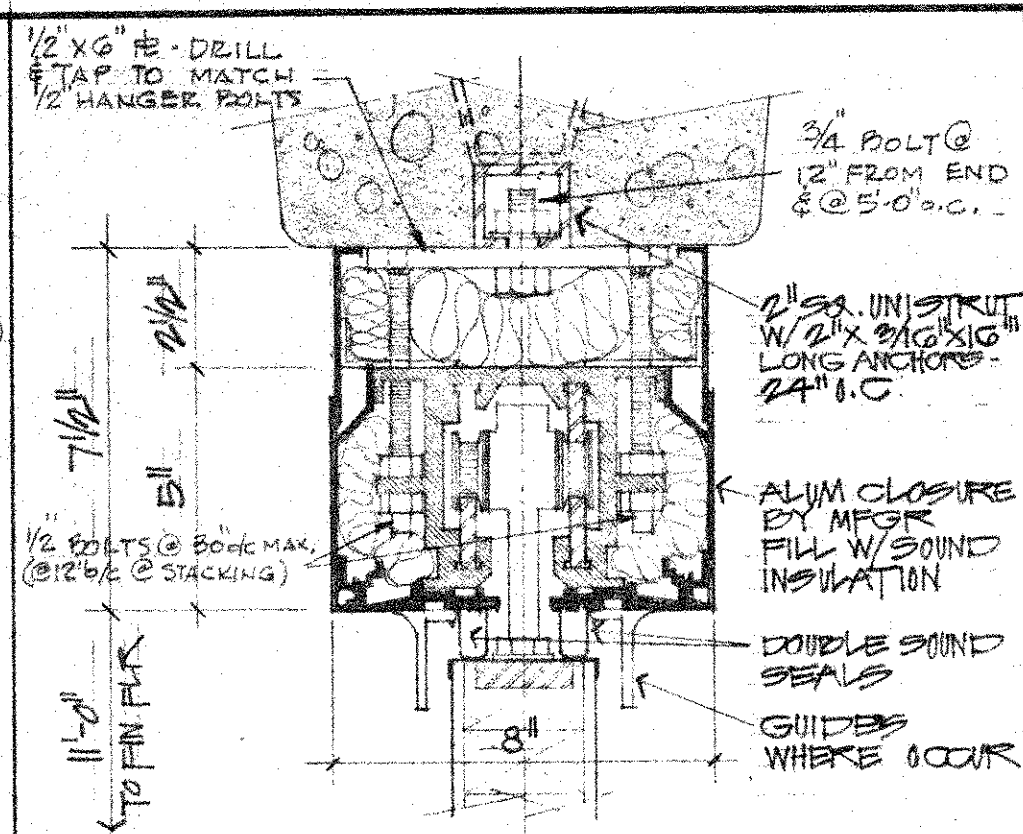 1/2" X 6" PL - DRILL
& TAP TO MATCH
1/2" HANGER BOLTS
3/4" BOLT @
12" FROM END
& @ 5'-0" o.c.
2" SQ. UNISTRUT
W/ 2" X 3/16" X 16"
LONG ANCHORS -
24" O.C.
2 1/2"
7 1/2"
5"
ALUM CLOSURE
BY MFGR
FILL W/ SOUND
INSULATION
1/2" BOLTS @ 30"o/c MAX.
(@ 12"o/c @ STACKING)
DOUBLE SOUND
SEALS
11'-0"
TO FIN. FLR
GUIDES
WHERE OCCUR
8"